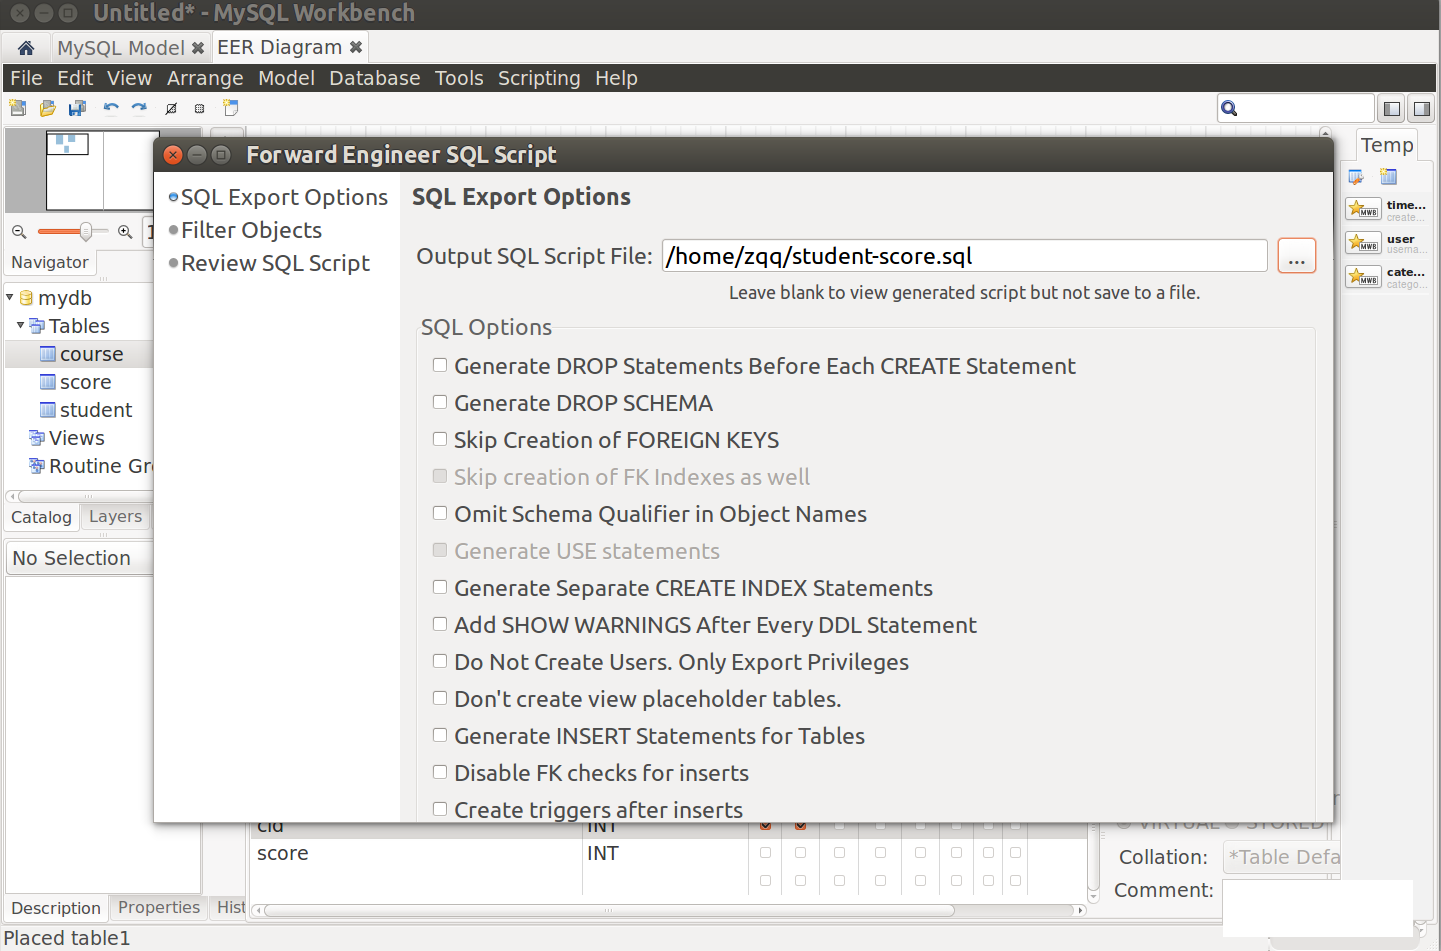 Untitled* - MySQL Workbench
MySQL Model
EER Diagram
File Edit View Arrange Model Database Tools Scripting Help
Temp
time...
create...
user
usema...
cate...
catego...
Navigator
mydb
Tables
course
score
student
Views
Routine Gr
Catalog Layers
No Selection
Forward Engineer SQL Script
SQL Export Options
Filter Objects
Review SQL Script
SQL Export Options
Output SQL Script File: /home/zqq/student-score.sql ...
Leave blank to view generated script but not save to a file.
SQL Options
Generate DROP Statements Before Each CREATE Statement
Generate DROP SCHEMA
Skip Creation of FOREIGN KEYS
Skip creation of FK Indexes as well
Omit Schema Qualifier in Object Names
Generate USE statements
Generate Separate CREATE INDEX Statements
Add SHOW WARNINGS After Every DDL Statement
Do Not Create Users. Only Export Privileges
Don't create view placeholder tables.
Generate INSERT Statements for Tables
Disable FK checks for inserts
Create triggers after inserts
cid INT
score INT
VIRTUAL STORED
Collation: *Table Defa
Comment:
Description Properties Hist
Placed table1